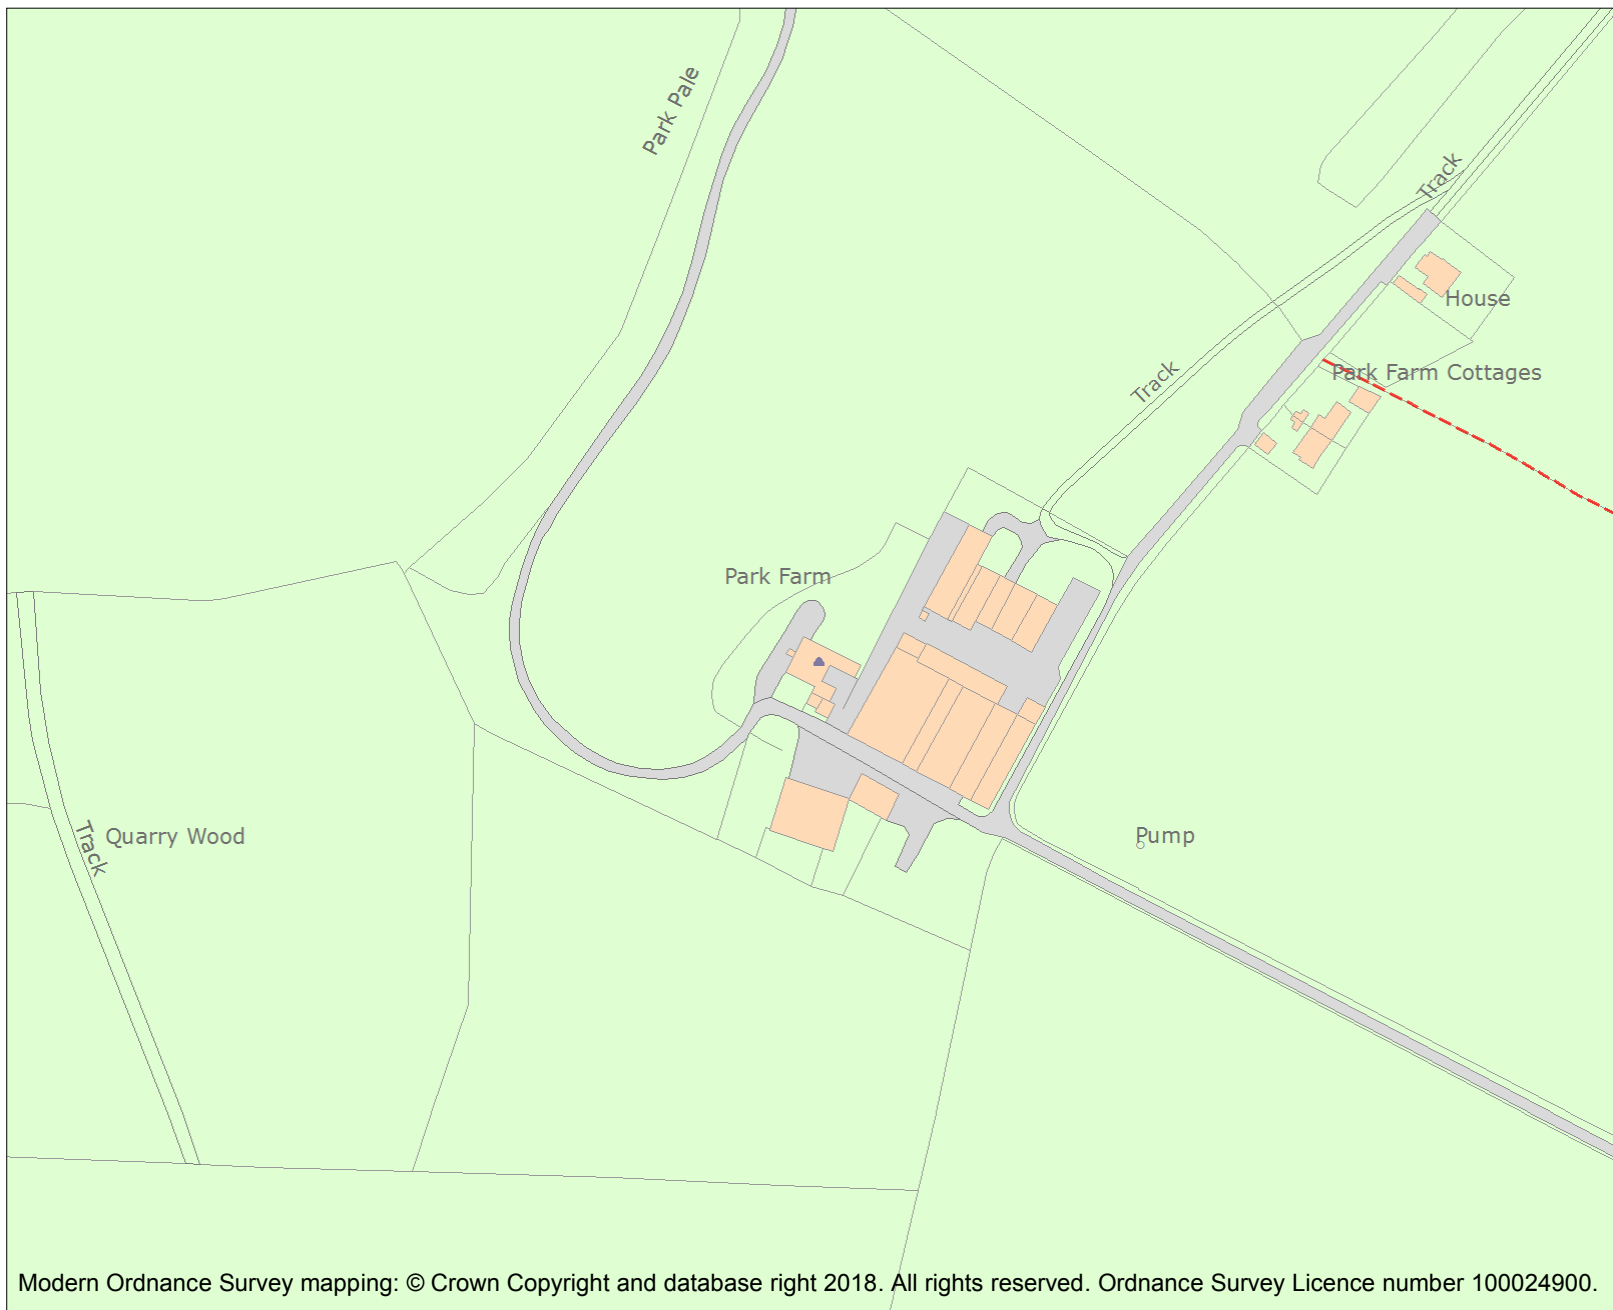 Park Pale
Track
House
Track
Park Farm Cottages
Park Farm
Track
Quarry Wood
Pump
Modern Ordnance Survey mapping: © Crown Copyright and database right 2018. All rights reserved. Ordnance Survey Licence number 100024900.